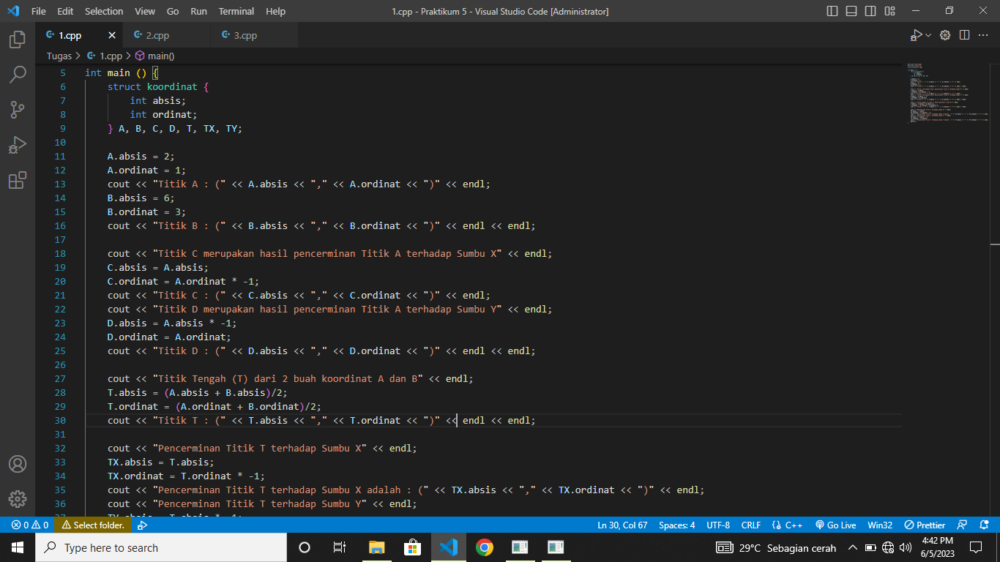 File Edit Selection View Go Run Terminal Help 1.cpp - Praktikum 5 - Visual Studio Code [Administrator]
1.cpp 2.cpp 3.cpp
Tugas > 1.cpp > main()
5 int main () {
6 struct koordinat {
7 int absis;
8 int ordinat;
9 } A, B, C, D, T, TX, TY;
10
11 A.absis = 2;
12 A.ordinat = 1;
13 cout << "Titik A : (" << A.absis << "," << A.ordinat << ")" << endl;
14 B.absis = 6;
15 B.ordinat = 3;
16 cout << "Titik B : (" << B.absis << "," << B.ordinat << ")" << endl << endl;
17
18 cout << "Titik C merupakan hasil pencerminan Titik A terhadap Sumbu X" << endl;
19 C.absis = A.absis;
20 C.ordinat = A.ordinat * -1;
21 cout << "Titik C : (" << C.absis << "," << C.ordinat << ")" << endl;
22 cout << "Titik D merupakan hasil pencerminan Titik A terhadap Sumbu Y" << endl;
23 D.absis = A.absis * -1;
24 D.ordinat = A.ordinat;
25 cout << "Titik D : (" << D.absis << "," << D.ordinat << ")" << endl << endl;
26
27 cout << "Titik Tengah (T) dari 2 buah koordinat A dan B" << endl;
28 T.absis = (A.absis + B.absis)/2;
29 T.ordinat = (A.ordinat + B.ordinat)/2;
30 cout << "Titik T : (" << T.absis << "," << T.ordinat << ")" << endl << endl;
31
32 cout << "Pencerminan Titik T terhadap Sumbu X" << endl;
33 TX.absis = T.absis;
34 TX.ordinat = T.ordinat * -1;
35 cout << "Pencerminan Titik T terhadap Sumbu X adalah : (" << TX.absis << "," << TX.ordinat << ")" << endl;
36 cout << "Pencerminan Titik T terhadap Sumbu Y" << endl;
37 TY.absis = T.absis * -1;
0 0 Select folder. Ln 30, Col 67 Spaces: 4 UTF-8 CRLF C++ Go Live Win32 Prettier
Type here to search 29°C Sebagian cerah 4:42 PM
6/5/2023